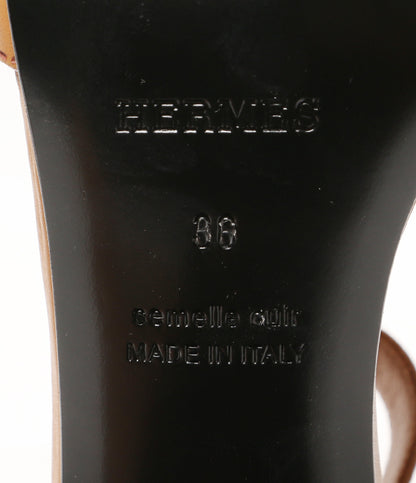 HERMES
36
semelle cuir
MADE IN ITALY